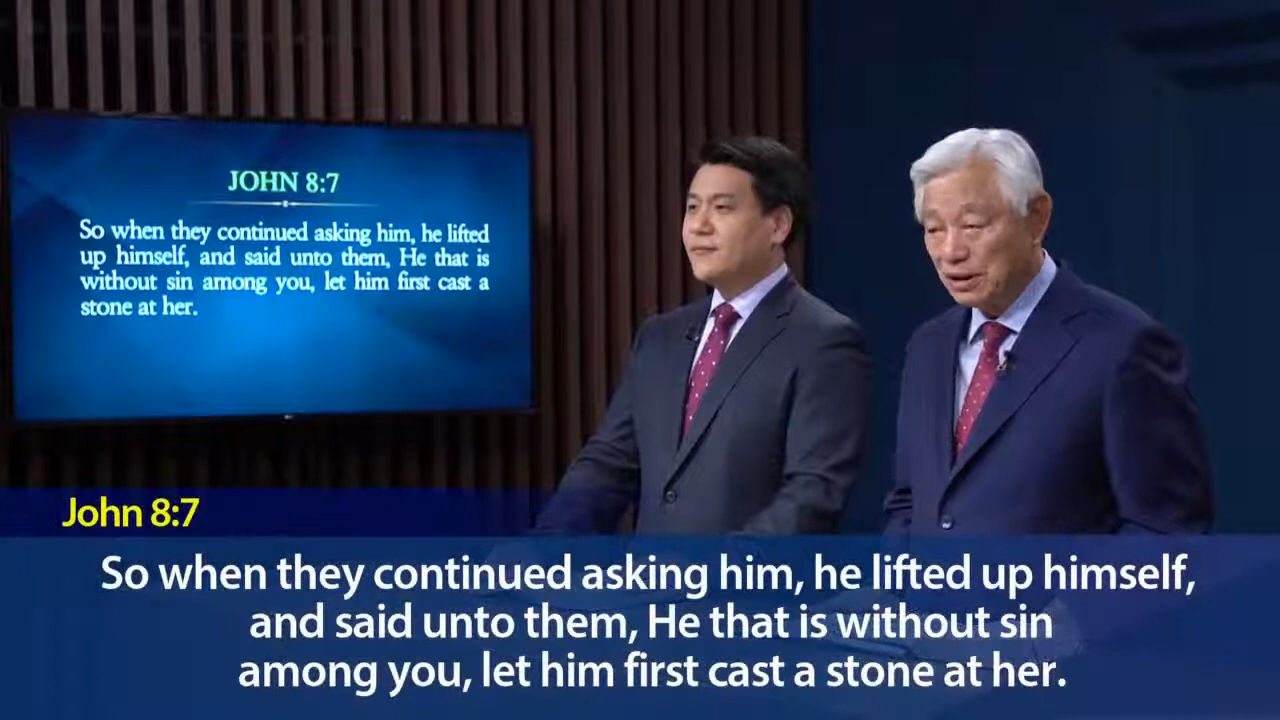 JOHN 8:7
So when they continued asking him, he lifted
up himself, and said unto them, He that is
without sin among you, let him first cast a
stone at her.
John 8:7
So when they continued asking him, he lifted up himself,
and said unto them, He that is without sin
among you, let him first cast a stone at her.